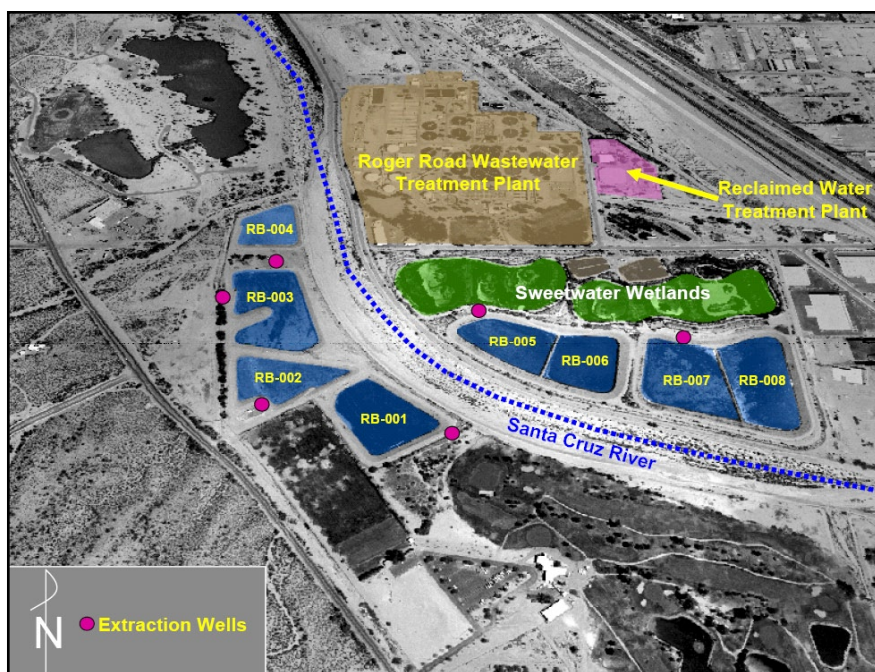 Roger Road Wastewater
Treatment Plant
Reclaimed Water
Treatment Plant
RB-004
RB-003
Sweetwater Wetlands
RB-005
RB-006
RB-002
RB-007
RB-008
RB-001
Santa Cruz River
N
Extraction Wells